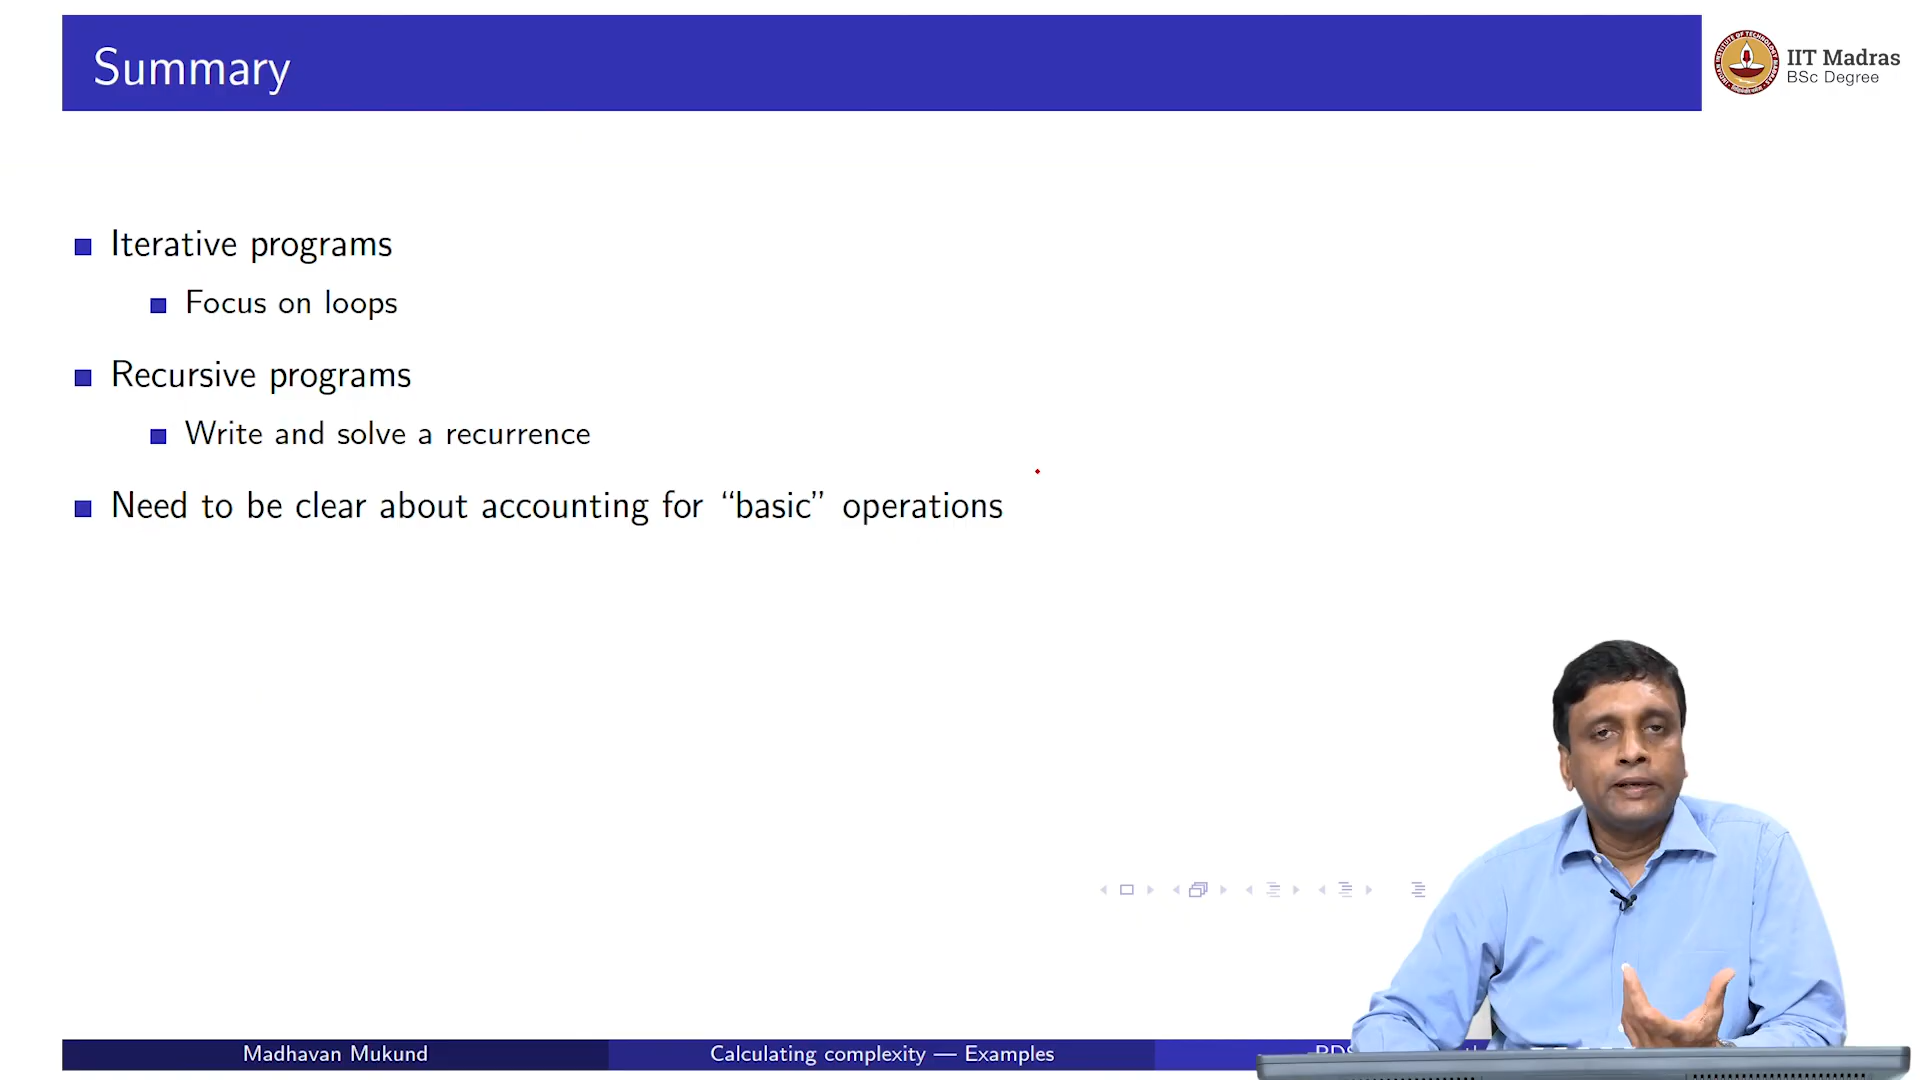 Summary
IIT Madras
BSc Degree
Iterative programs
Focus on loops
Recursive programs
Write and solve a recurrence
Need to be clear about accounting for “basic” operations
Madhavan Mukund
Calculating complexity — Examples